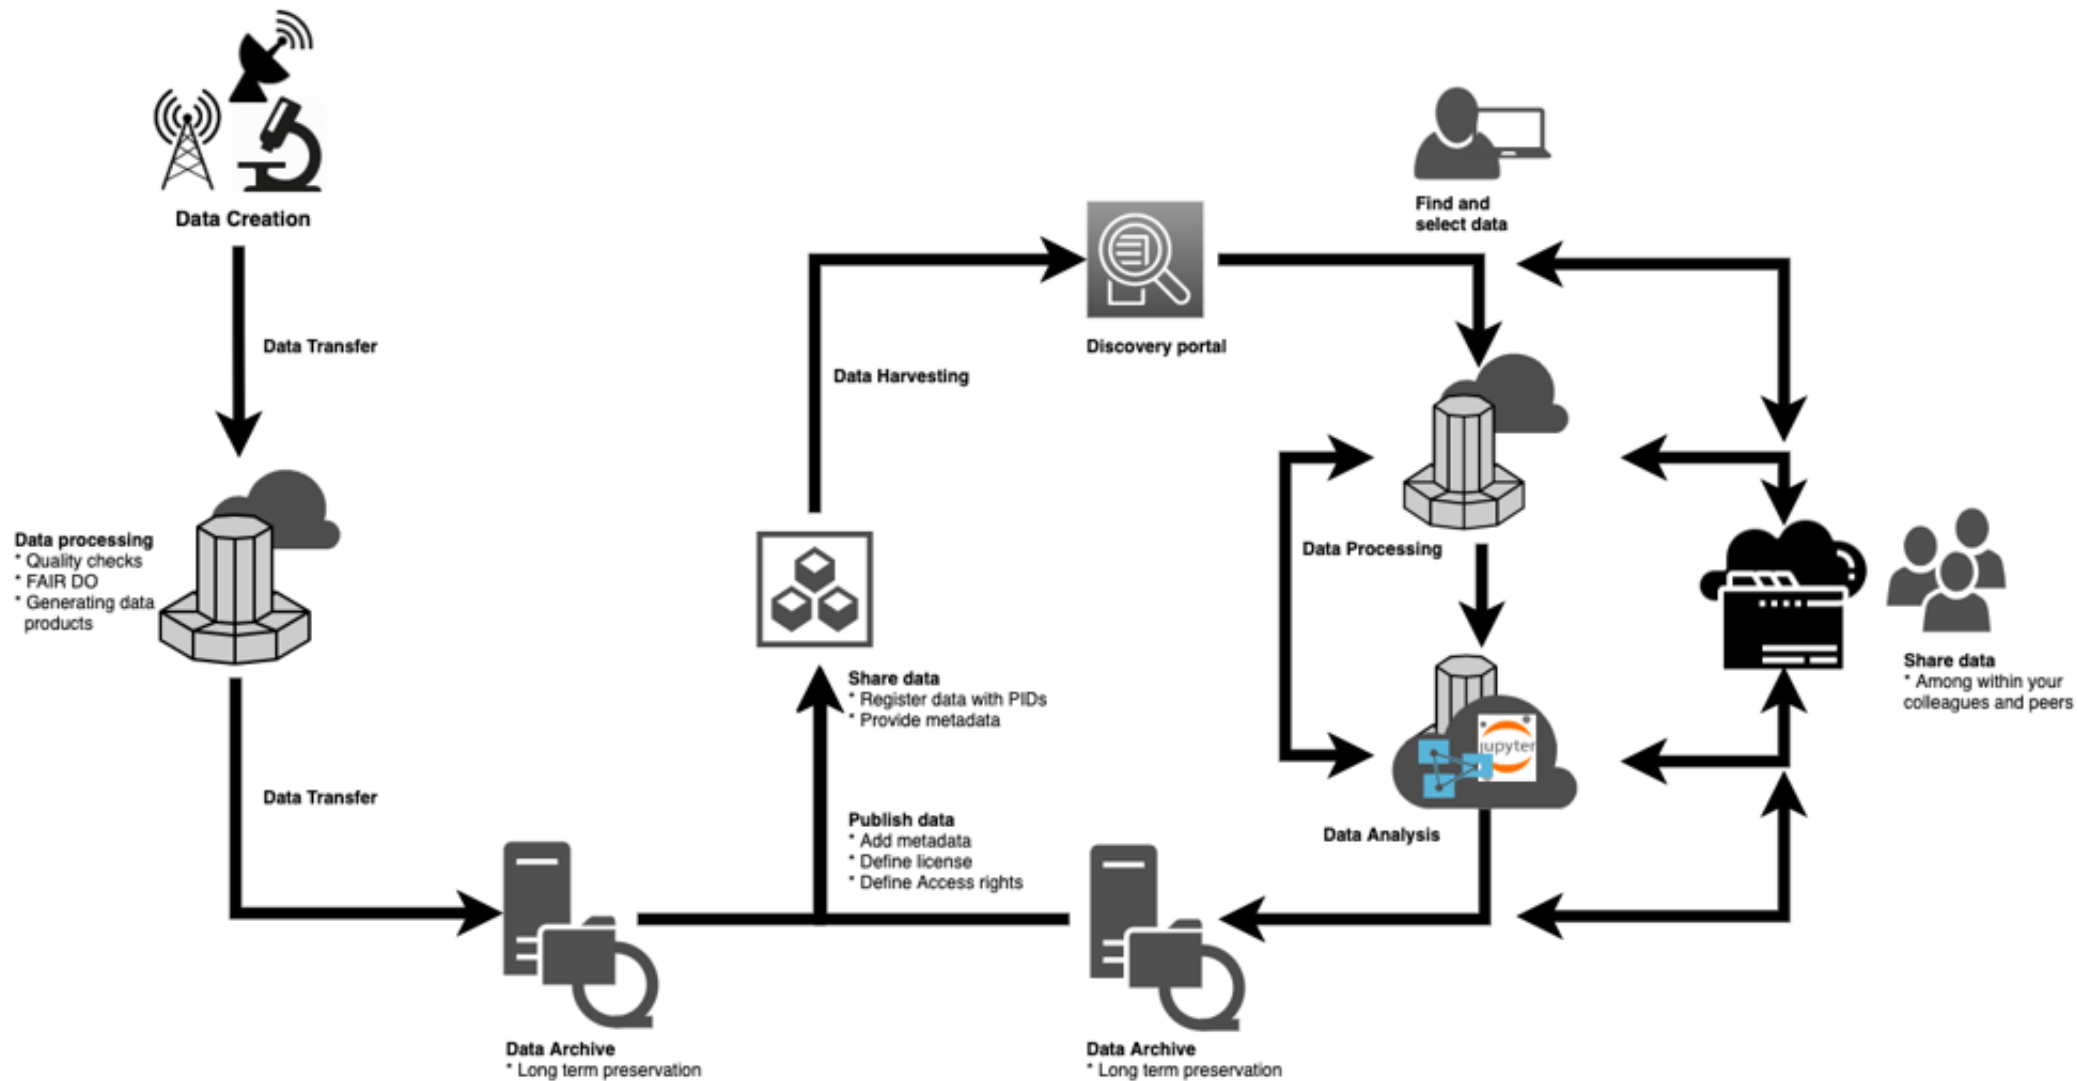 Data Creation
Data Transfer
Data processing
* Quality checks
* FAIR DO
* Generating data
products
Data Transfer
Data Archive
* Long term preservation
Publish data
* Add metadata
* Define license
* Define Access rights
Share data
* Register data with PIDs
* Provide metadata
Data Harvesting
Discovery portal
Find and
select data
Data Processing
jupyter
Data Analysis
Share data
* Among within your
colleagues and peers
Data Archive
* Long term preservation